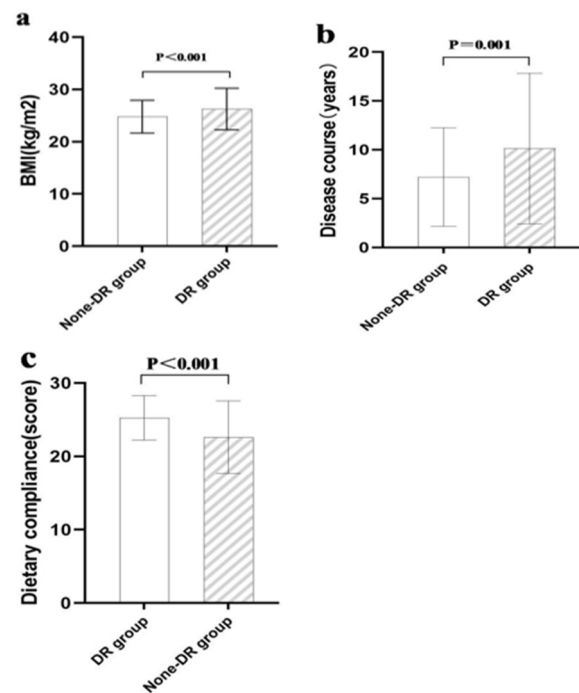 a
P<0.001
BMI(kg/m2)
40
30
20
10
0
None-DR group
DR group
b
P=0.001
Disease course(years)
20
15
10
5
0
None-DR group
DR group
c
P<0.001
Dietary compliance(score)
30
20
10
0
DR group
None-DR group